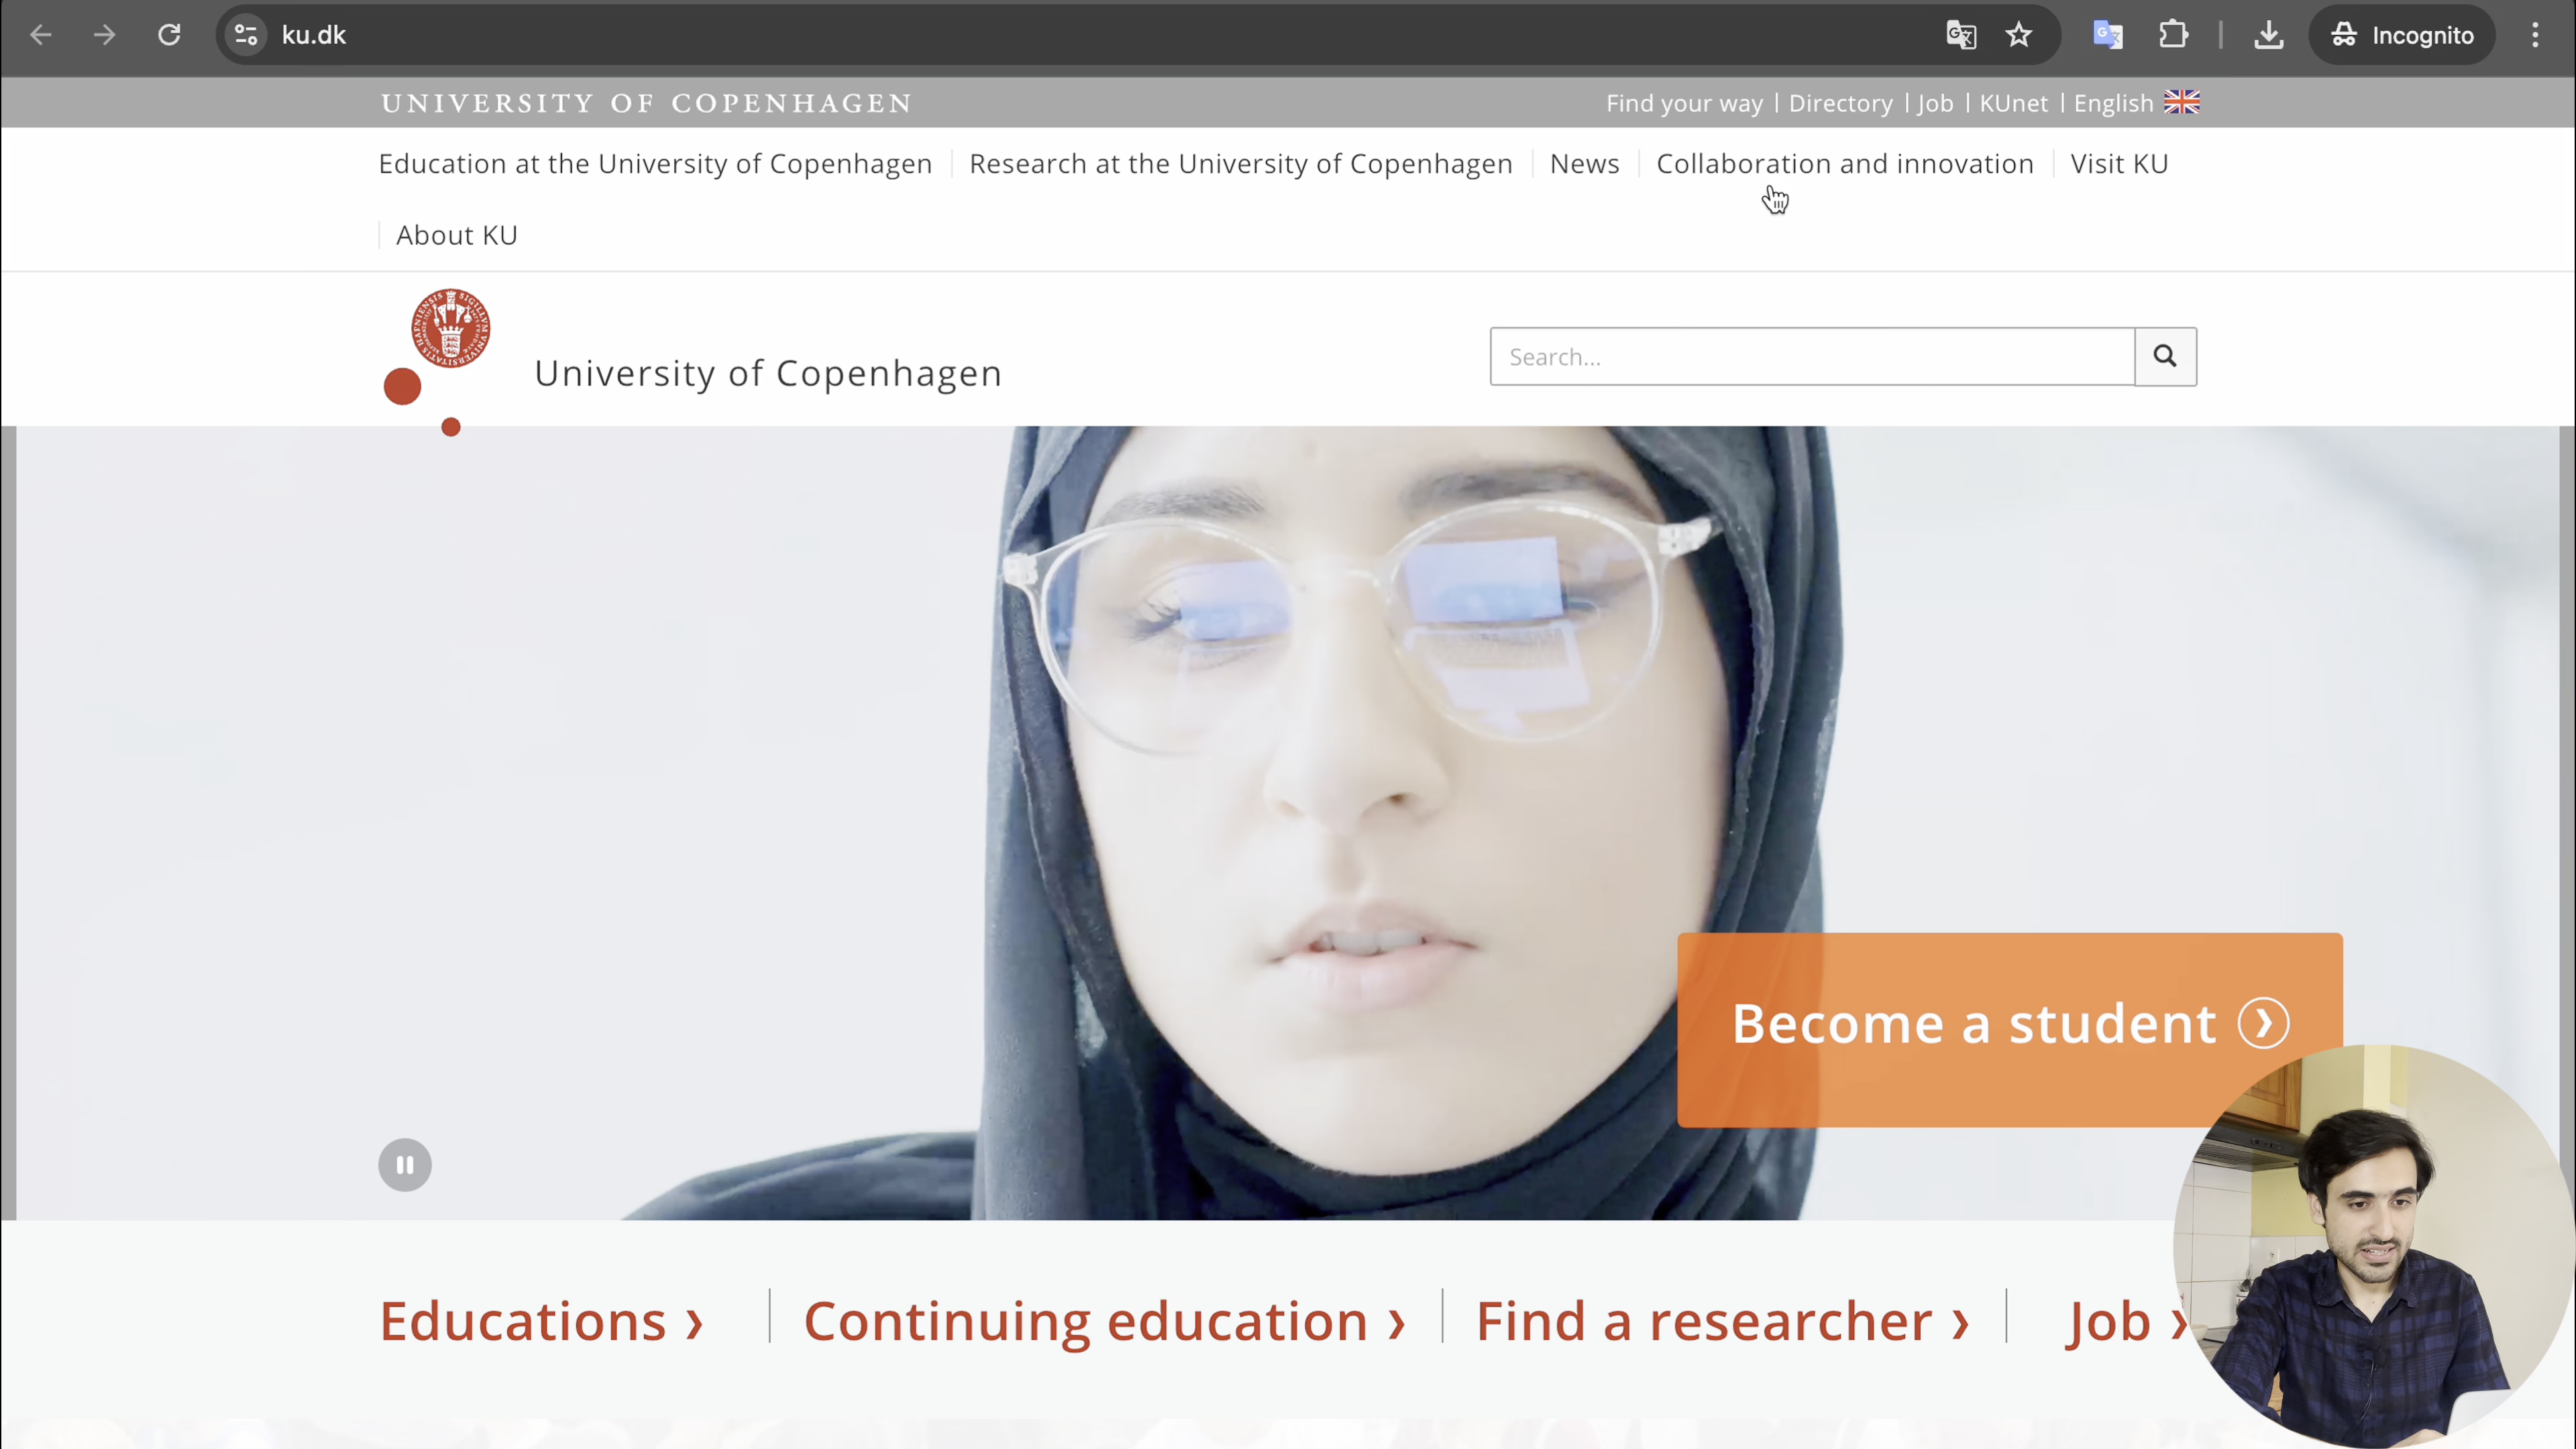 ku.dk
Incognito
UNIVERSITY OF COPENHAGEN
Find your way | Directory | Job | KUnet | English
Education at the University of Copenhagen
Research at the University of Copenhagen
News
Collaboration and innovation
Visit KU
About KU
University of Copenhagen
Search...
Become a student
Educations ›
Continuing education ›
Find a researcher ›
Job ›